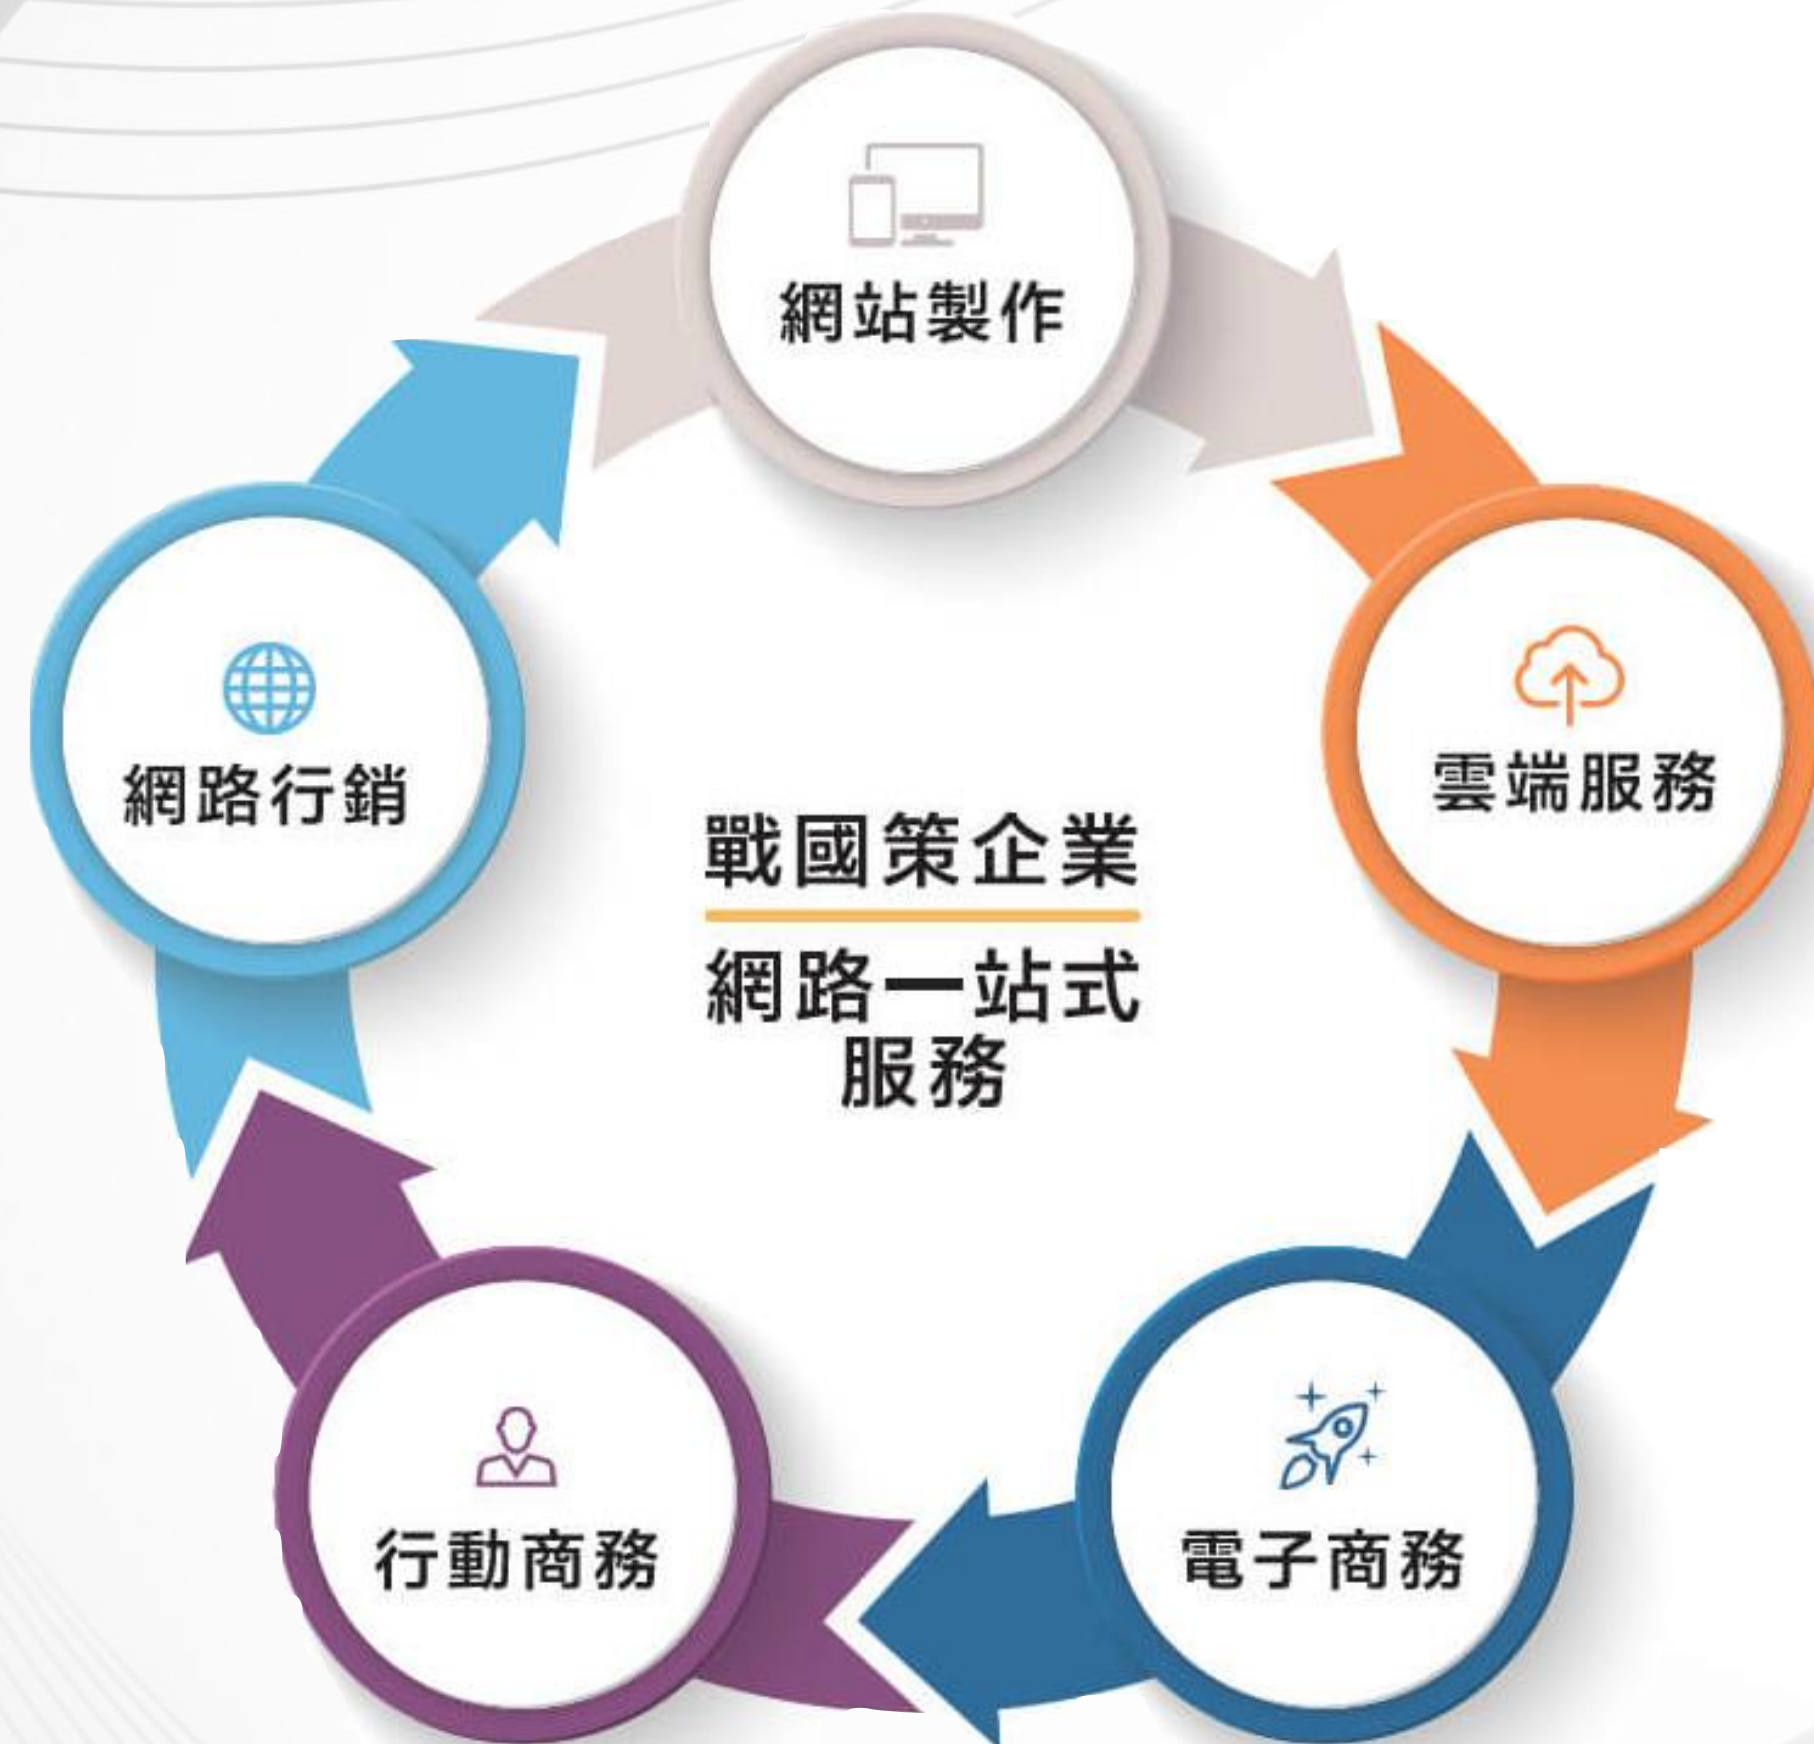 網站製作
雲端服務
電子商務
行動商務
網路行銷
戰國策企業
網路一站式
服務